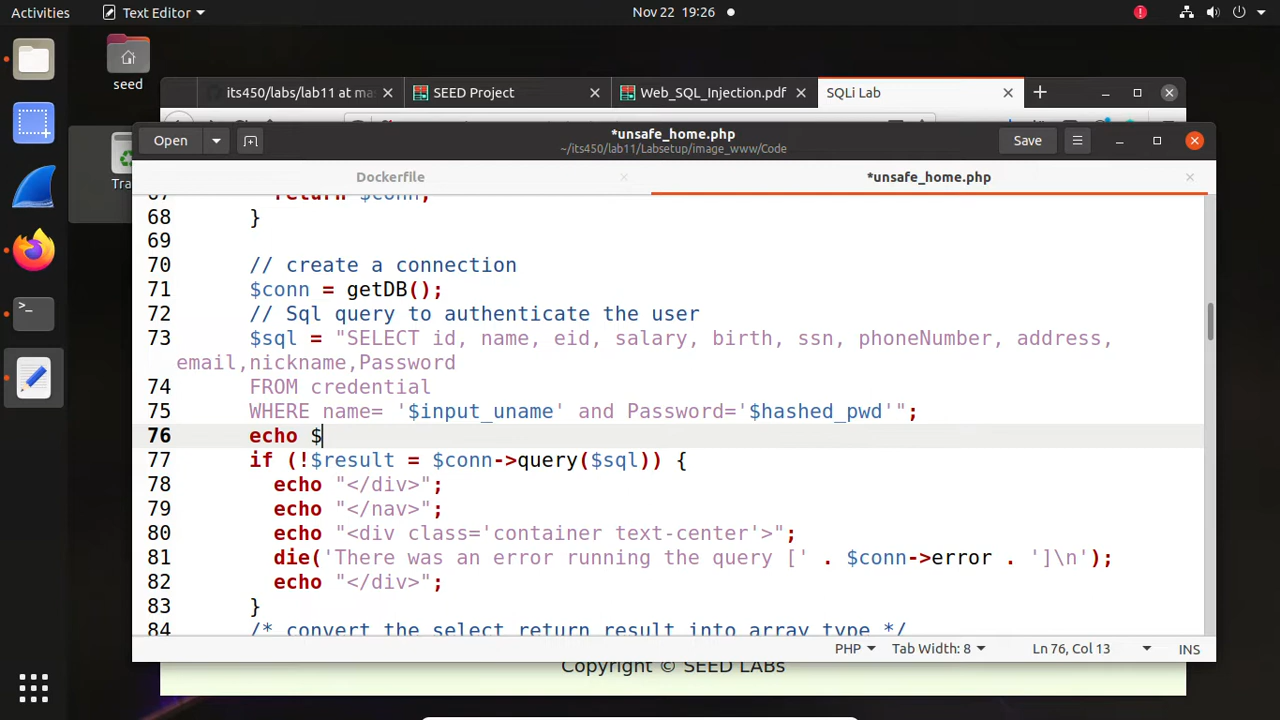 Activities
Text Editor
Nov 22 19:26
seed
its450/labs/lab11 at mas
SEED Project
Web_SQL_Injection.pdf
SQLi Lab
Open
*unsafe_home.php
~/its450/lab11/Labsetup/image_www/Code
Save
Tra
Dockerfile
*unsafe_home.php
67 return $conn;
68 }
69
70 // create a connection
71 $conn = getDB();
72 // Sql query to authenticate the user
73 $sql = "SELECT id, name, eid, salary, birth, ssn, phoneNumber, address,
email,nickname,Password
74 FROM credential
75 WHERE name= '$input_uname' and Password='$hashed_pwd'";
76 echo $
77 if (!$result = $conn->query($sql)) {
78 echo "</div>";
79 echo "</nav>";
80 echo "<div class='container text-center'>";
81 die('There was an error running the query [' . $conn->error . ']\n');
82 echo "</div>";
83 }
84 /* convert the select return result into array type */
PHP
Tab Width: 8
Ln 76, Col 13
INS
Copyright © SEED LABs